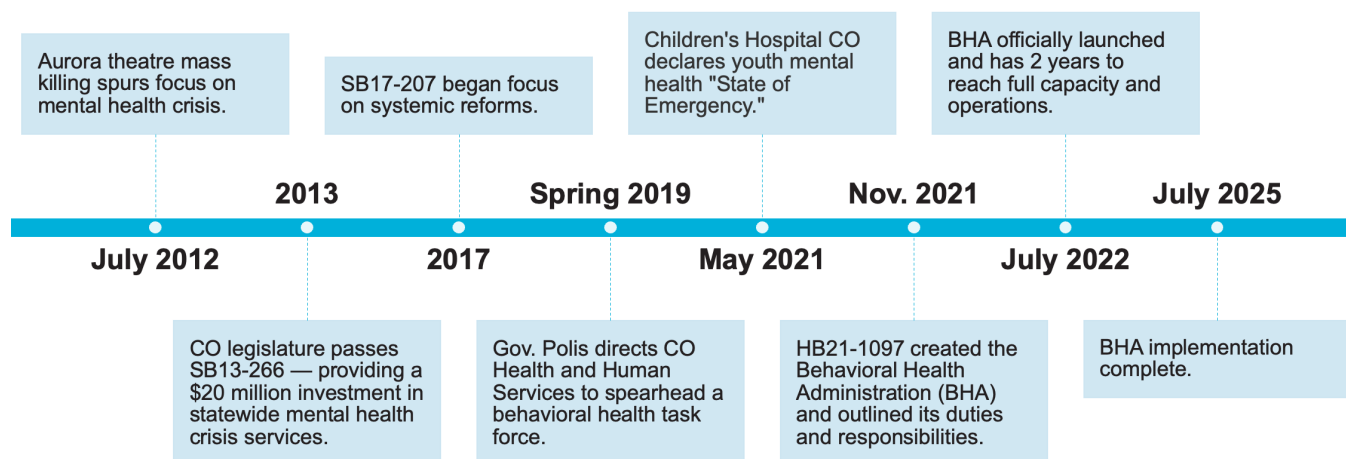 Aurora theatre mass
killing spurs focus on
mental health crisis.
July 2012
2013
CO legislature passes
SB13-266 — providing a
$20 million investment in
statewide mental health
crisis services.
SB17-207 began focus
on systemic reforms.
2017
Spring 2019
Gov. Polis directs CO
Health and Human
Services to spearhead a
behavioral health task
force.
Children's Hospital CO
declares youth mental
health "State of
Emergency."
May 2021
Nov. 2021
HB21-1097 created the
Behavioral Health
Administration (BHA)
and outlined its duties
and responsibilities.
BHA officially launched
and has 2 years to
reach full capacity and
operations.
July 2022
July 2025
BHA implementation
complete.